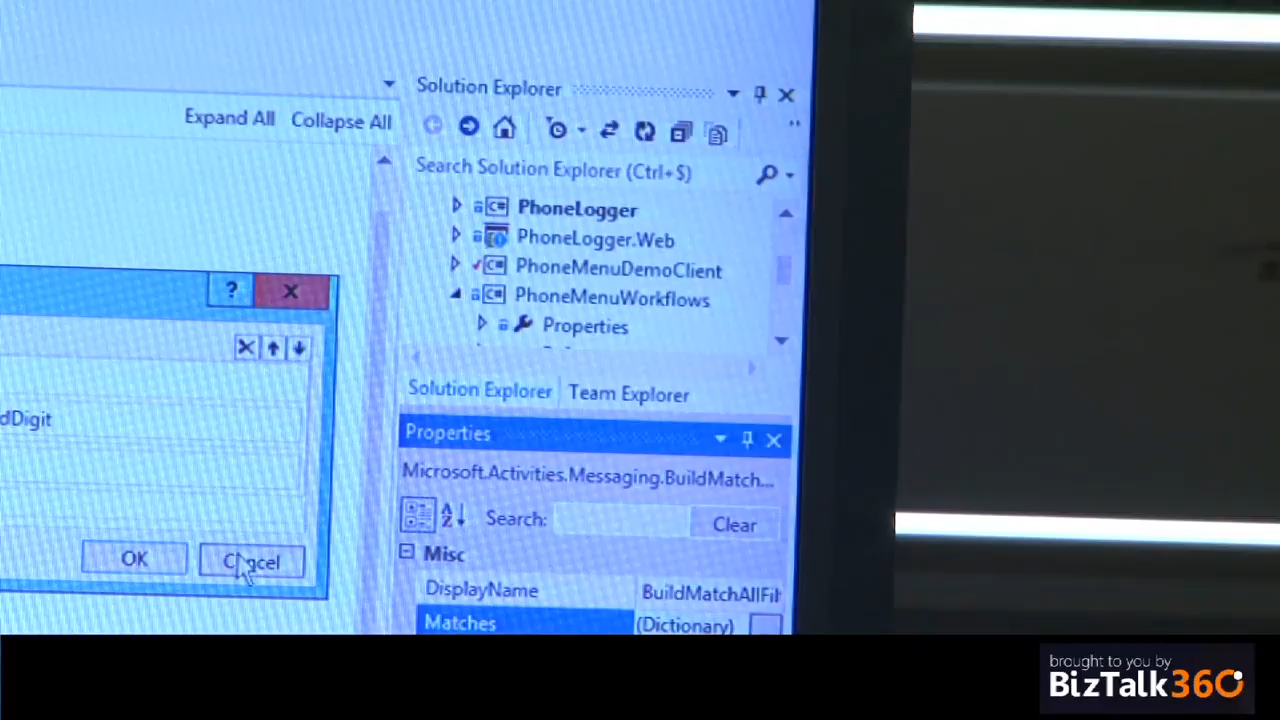 Solution Explorer
Expand All Collapse All
Search Solution Explorer (Ctrl+$)
PhoneLogger
PhoneLogger.Web
PhoneMenuDemoClient
PhoneMenuWorkflows
Properties
?
dDigit
OK Cancel
Solution Explorer Team Explorer
Properties
Microsoft.Activities.Messaging.BuildMatch...
Search: Clear
Misc
DisplayName BuildMatchAllFil
Matches (Dictionary)
brought to you by
BizTalk360